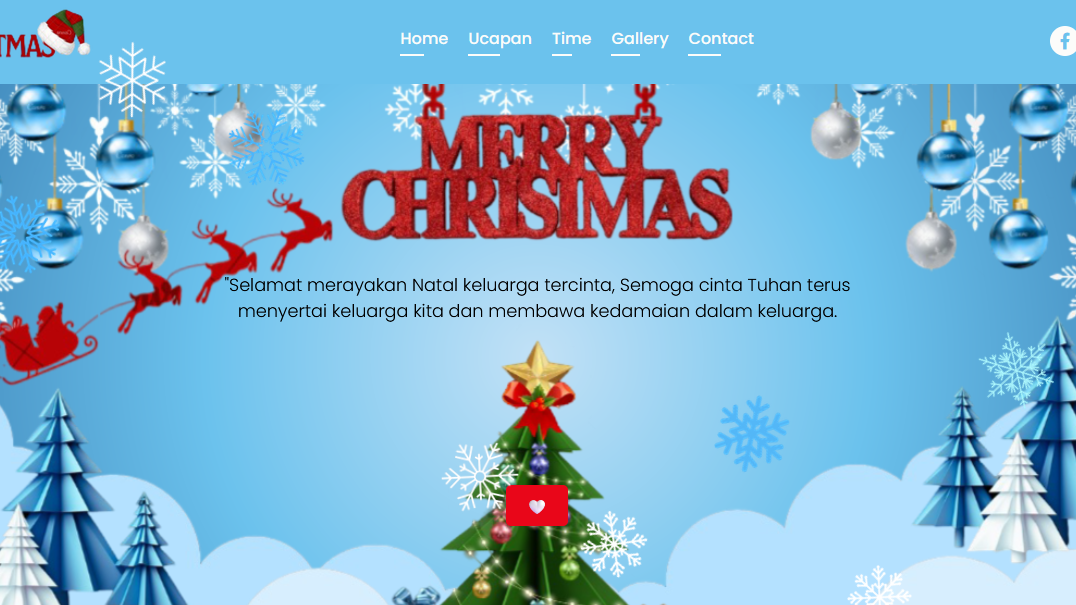 TMAS
Home Ucapan Time Gallery Contact
MERRY
CHRISTMAS
"Selamat merayakan Natal keluarga tercinta, Semoga cinta Tuhan terus
menyertai keluarga kita dan membawa kedamaian dalam keluarga.